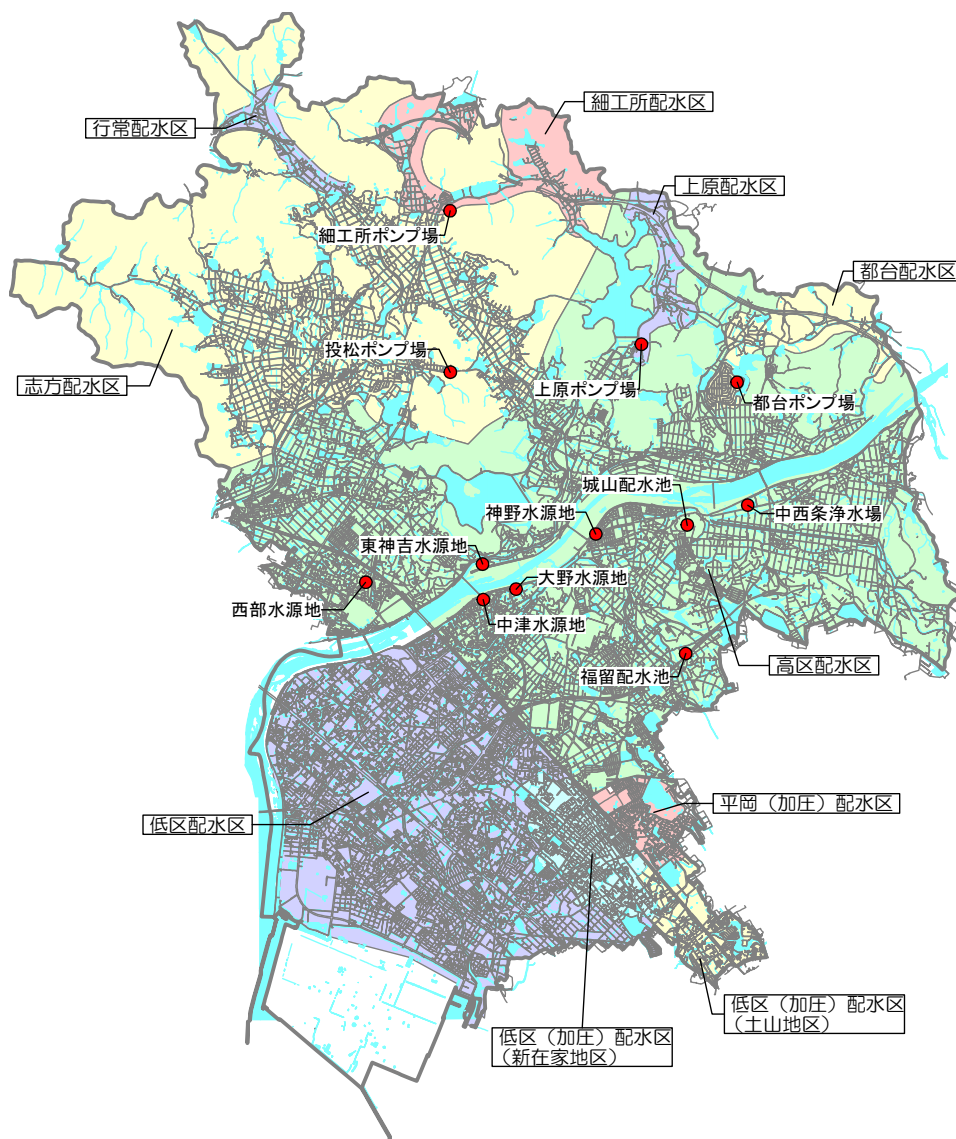 細工所配水区
行常配水区
上原配水区
細工所ポンプ場
都台配水区
投松ポンプ場
志方配水区
上原ポンプ場
都台ポンプ場
城山配水池
神野水源地
中西条浄水場
東神吉水源地
大野水源地
西部水源地
中津水源地
高区配水区
福留配水池
平岡（加圧）配水区
低区配水区
低区（加圧）配水区
（土山地区）
低区（加圧）配水区
（新在家地区）